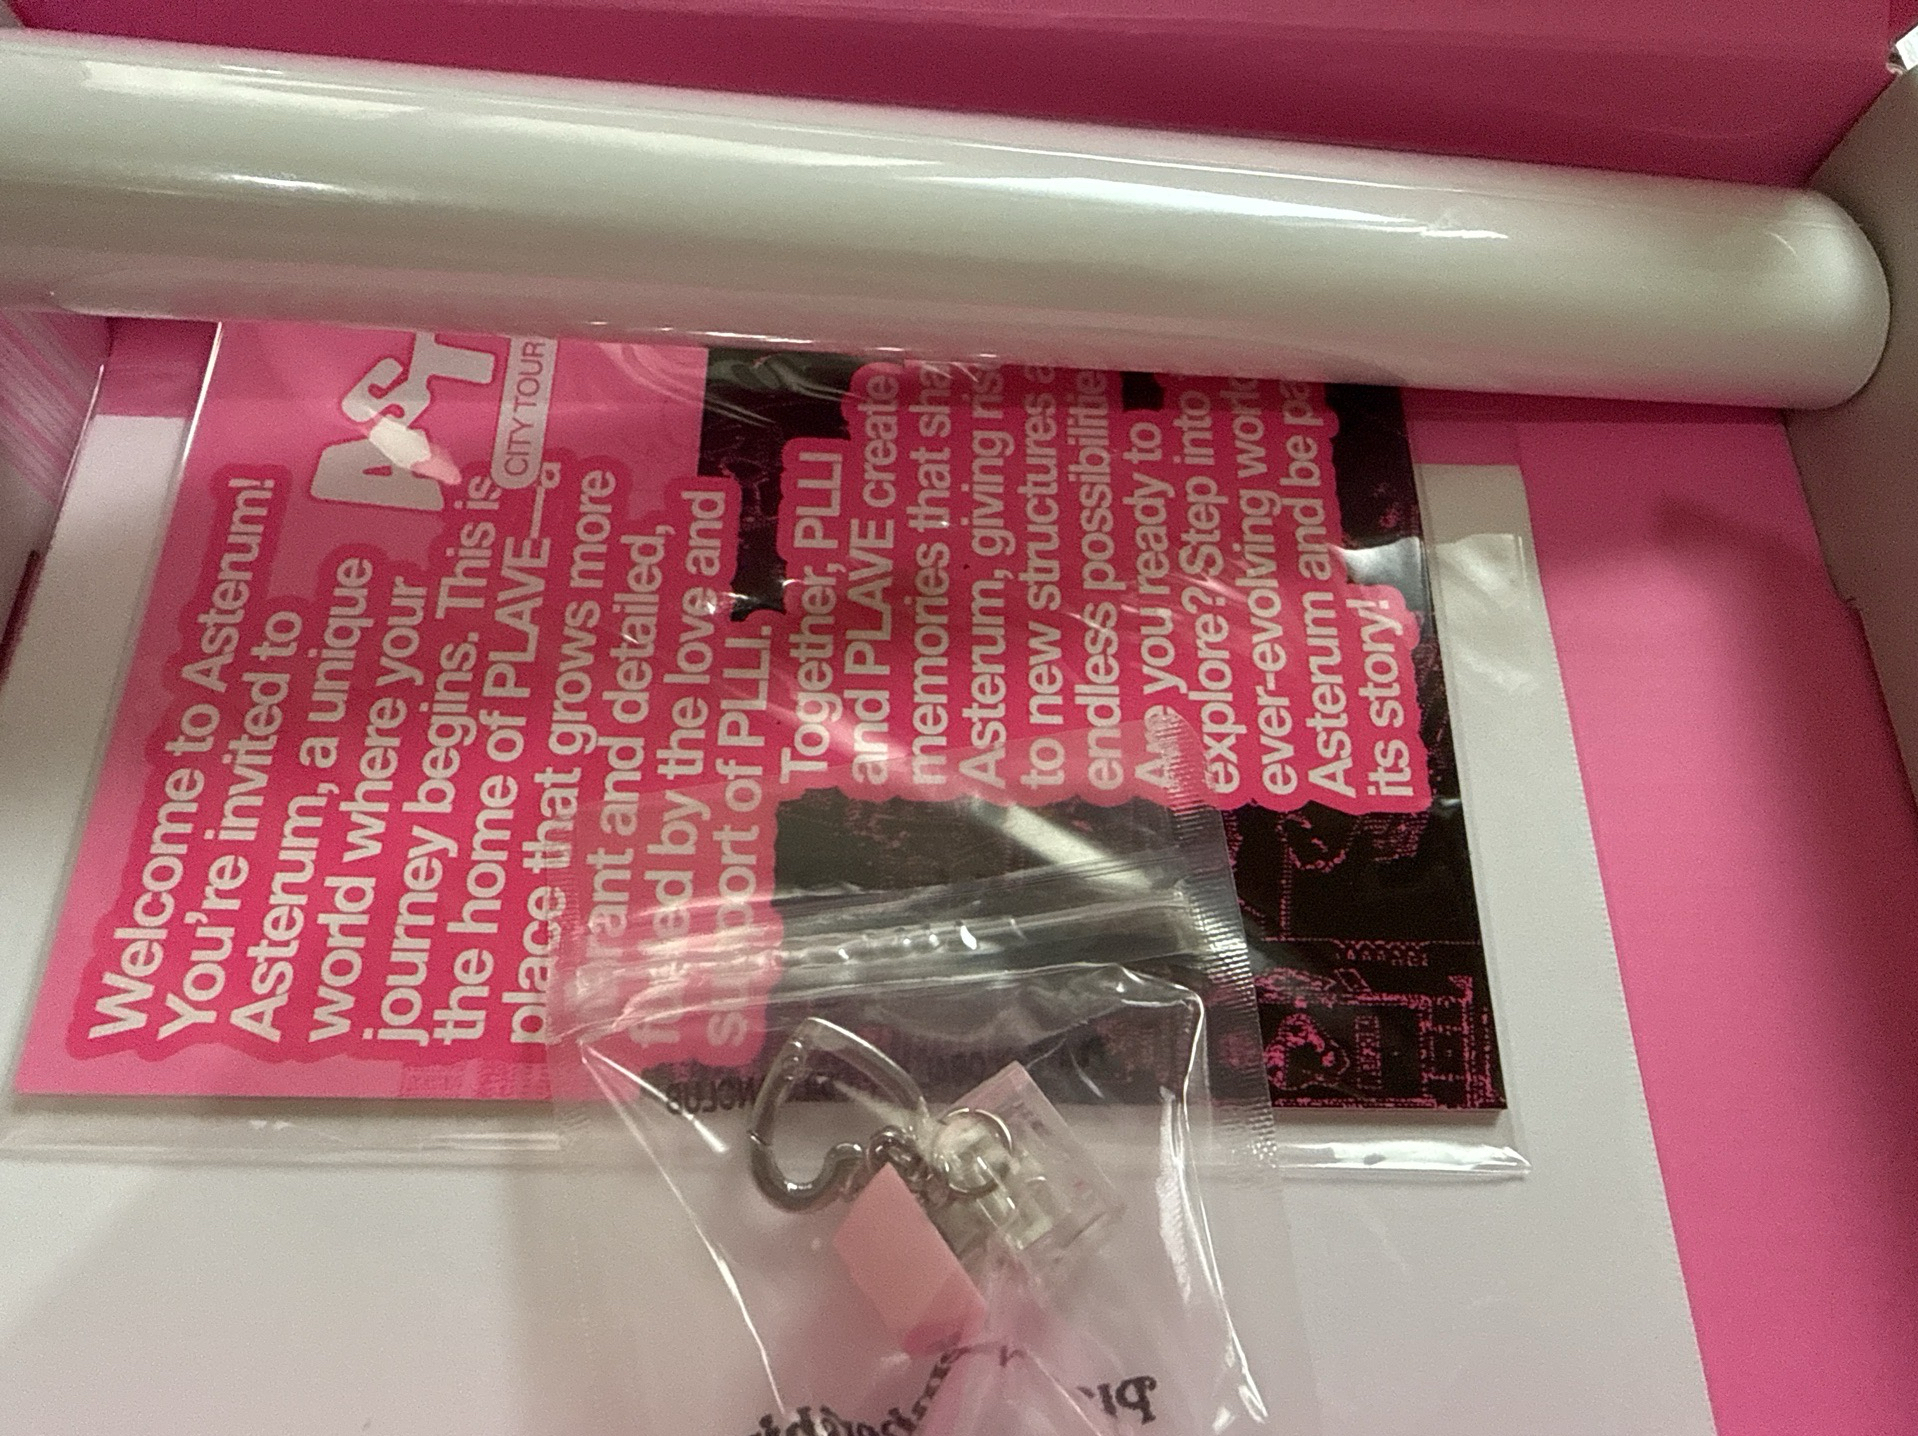 Welcome to Asterum!
You're invited to
Asterum, a unique
world where your
journey begins. This is
the home of PLAVE—a
place that grows more
and detailed,
by the love and
support of PLLI.
Together, PLLI
and PLAVE create
memories that
Asterum, giving
to new structures
endless possibilities
Are you ready to
explore? Step into
ever-evolving world
Asterum and be
its story!
CITY TOUR